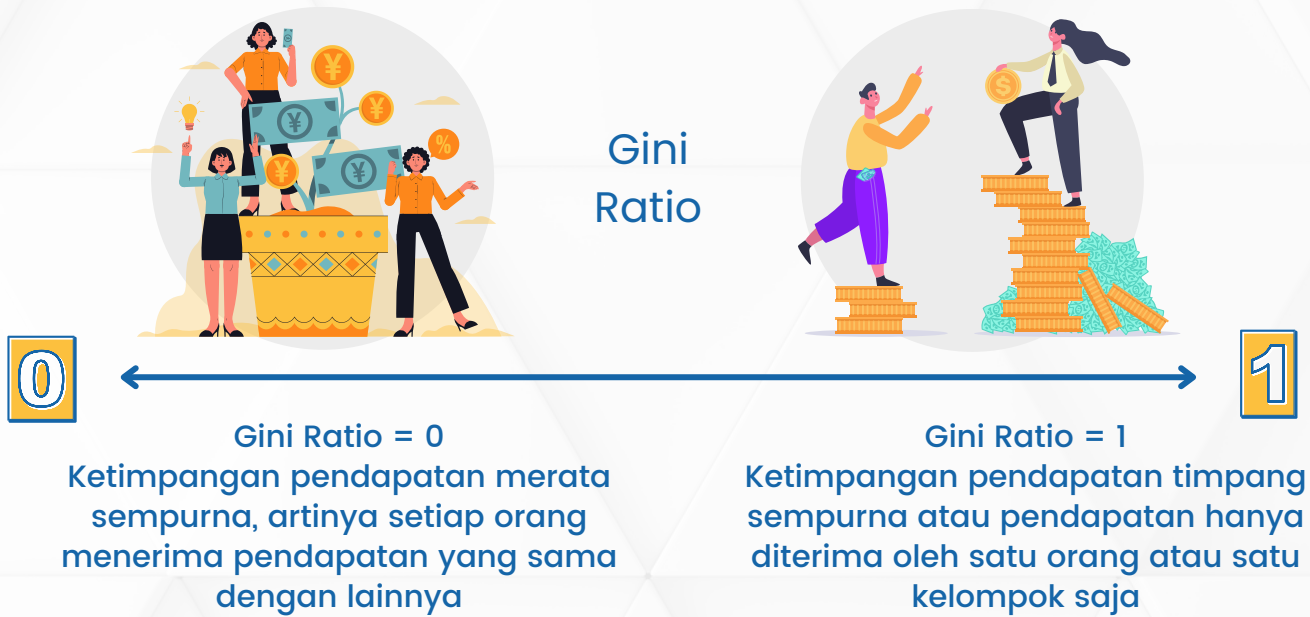 Gini
Ratio
0
1
Gini Ratio = 0
Ketimpangan pendapatan merata
sempurna, artinya setiap orang
menerima pendapatan yang sama
dengan lainnya
Gini Ratio = 1
Ketimpangan pendapatan timpang
sempurna atau pendapatan hanya
diterima oleh satu orang atau satu
kelompok saja
¥
¥
¥
¥
¥
%
$